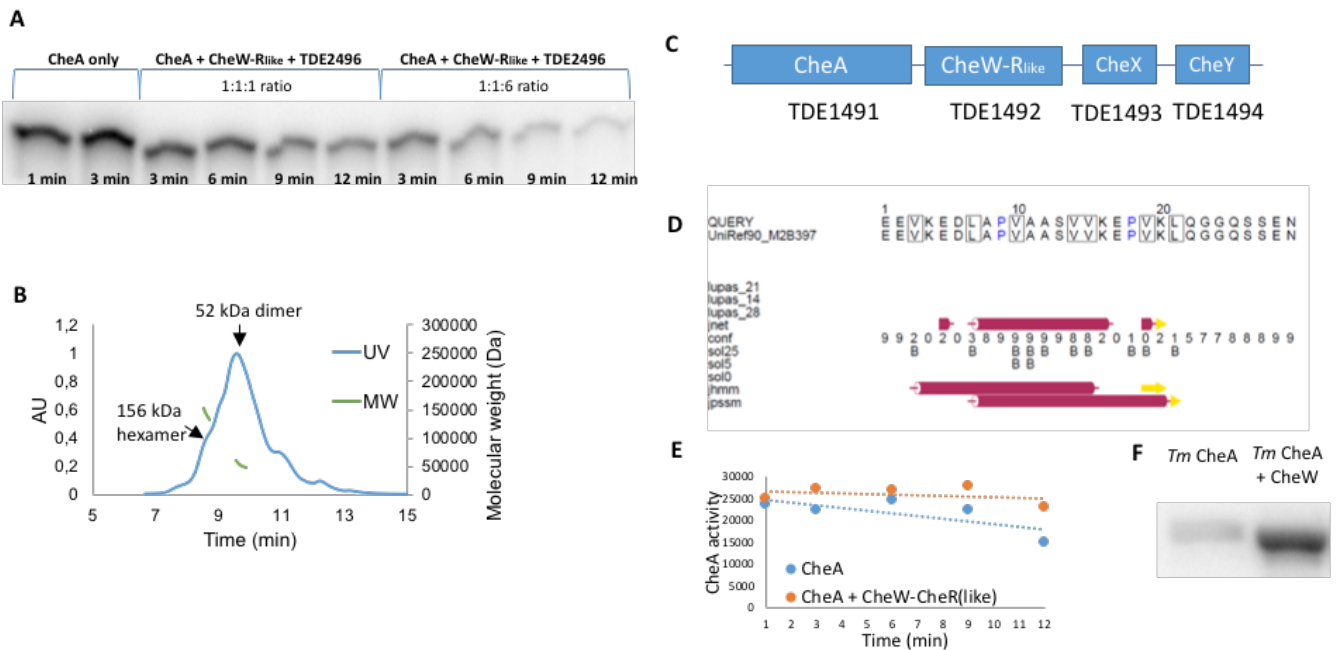 A
CheA only
CheA + CheW-Rlike + TDE2496
CheA + CheW-Rlike + TDE2496
1:1:1 ratio
1:1:6 ratio
1 min
3 min
3 min
6 min
9 min
12 min
3 min
6 min
9 min
12 min
B
52 kDa dimer
156 kDa
hexamer
UV
MW
AU
1,2
1
0,8
0,6
0,4
0,2
0
300000
250000
200000
150000
100000
50000
0
Molecular weight (Da)
5 7 9 11 13 15
Time (min)
C
CheA
CheW-Rlike
CheX
CheY
TDE1491
TDE1492
TDE1493
TDE1494
D
1 10 20
QUERY E E V K E D L A P V A A S V V K E P V K L Q G G Q S S E N
UniRef90_M2B397 E E V K E D L A P V A A S V V K E P V K L Q G G Q S S E N
lupas_21
lupas_14
lupas_28
jnet
conf 9 9 2 0 2 0 3 8 9 9 9 9 9 8 8 2 0 1 0 2 1 5 7 7 8 8 9 9
sol25 B B B B B B B B B B
sol5 B B
sol0
jhmm
jpssm
E
CheA activity
30000
25000
20000
15000
10000
5000
0
CheA
CheA + CheW-CheR(like)
1 2 3 4 5 6 7 8 9 10 11 12
Time (min)
F
Tm CheA
Tm CheA
+ CheW